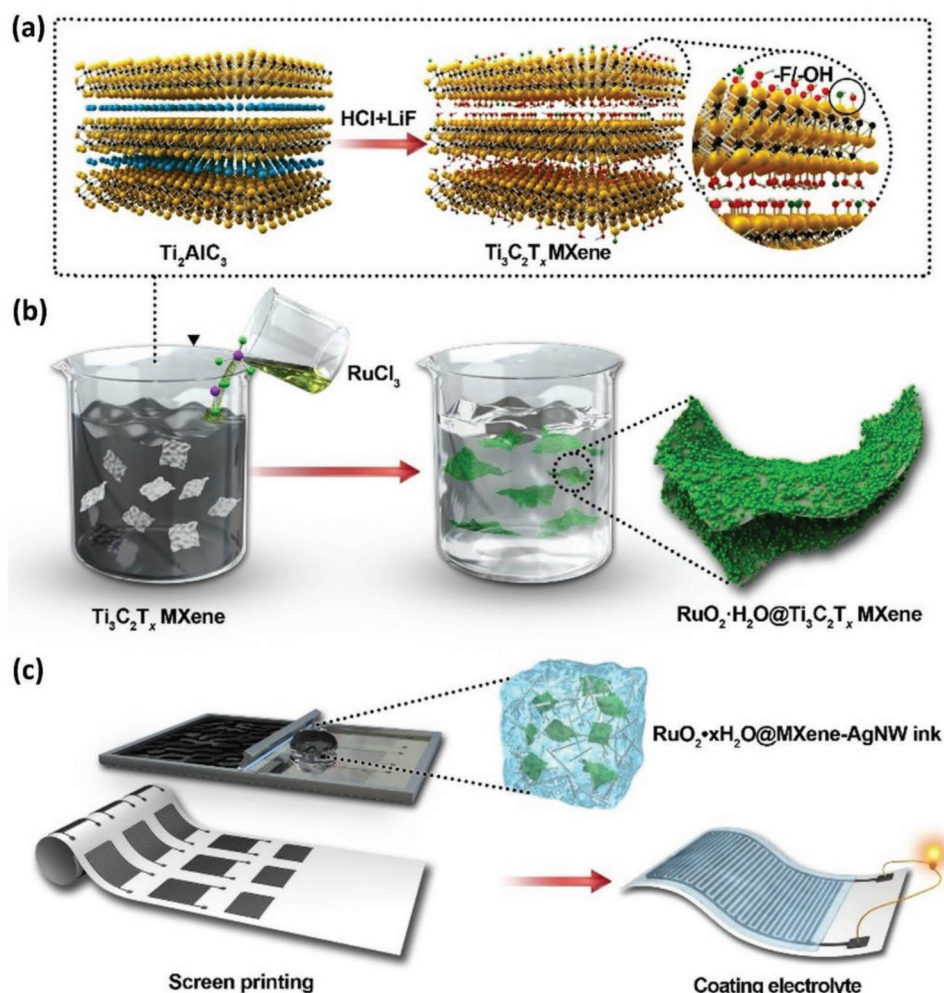 (a)
-F/-OH
HCl+LiF
Ti₂AlC₃
Ti₃C₂Tₓ MXene
(b)
RuCl₃
Ti₃C₂Tₓ MXene
RuO₂·H₂O@Ti₃C₂Tₓ MXene
(c)
RuO₂•xH₂O@MXene-AgNW ink
Screen printing
Coating electrolyte